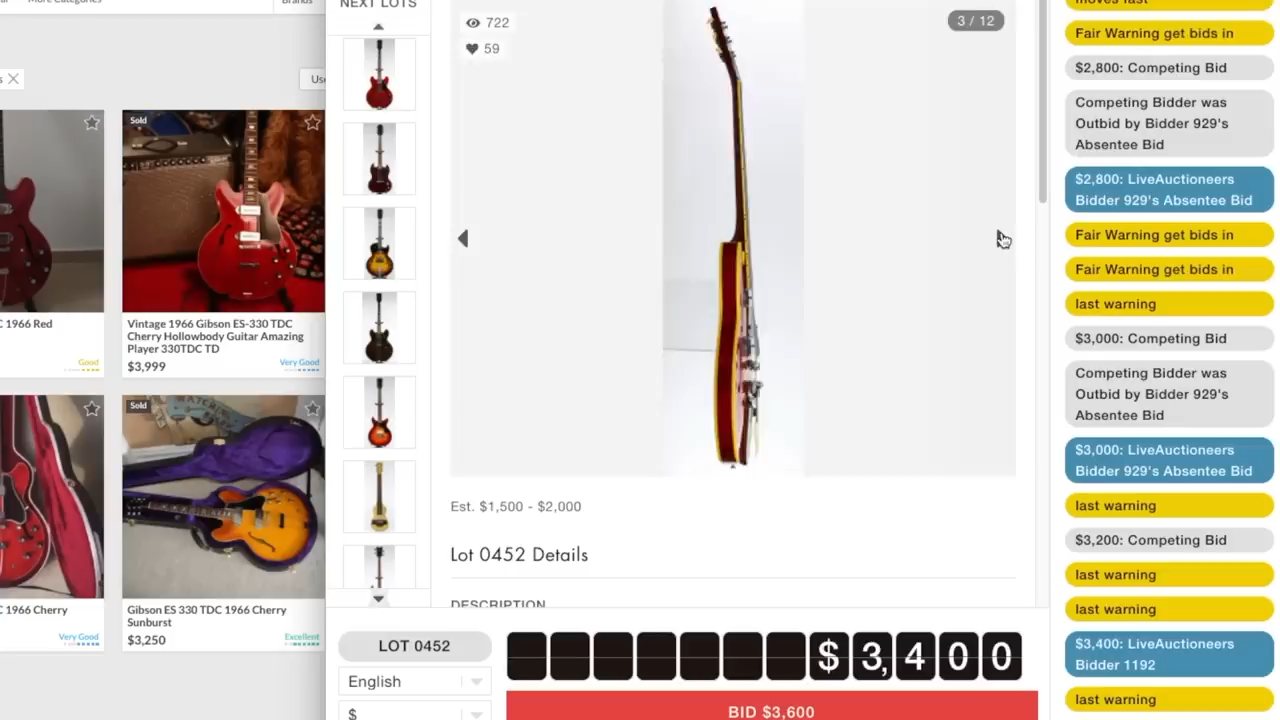 More Categories
Brands
Use
Sold
C 1966 Red
Good
Vintage 1966 Gibson ES-330 TDC
Cherry Hollowbody Guitar Amazing
Player 330TDC TD
$3,999
Very Good
Sold
C 1966 Cherry
Very Good
Gibson ES 330 TDC 1966 Cherry
Sunburst
$3,250
Excellent
NEXT LOTS
722
59
3 / 12
Est. $1,500 - $2,000
Lot 0452 Details
DESCRIPTION
LOT 0452
English
$
$3,400
BID $3,600
moves fast
Fair Warning get bids in
$2,800: Competing Bid
Competing Bidder was
Outbid by Bidder 929's
Absentee Bid
$2,800: LiveAuctioneers
Bidder 929's Absentee Bid
Fair Warning get bids in
Fair Warning get bids in
last warning
$3,000: Competing Bid
Competing Bidder was
Outbid by Bidder 929's
Absentee Bid
$3,000: LiveAuctioneers
Bidder 929's Absentee Bid
last warning
$3,200: Competing Bid
last warning
last warning
$3,400: LiveAuctioneers
Bidder 1192
last warning